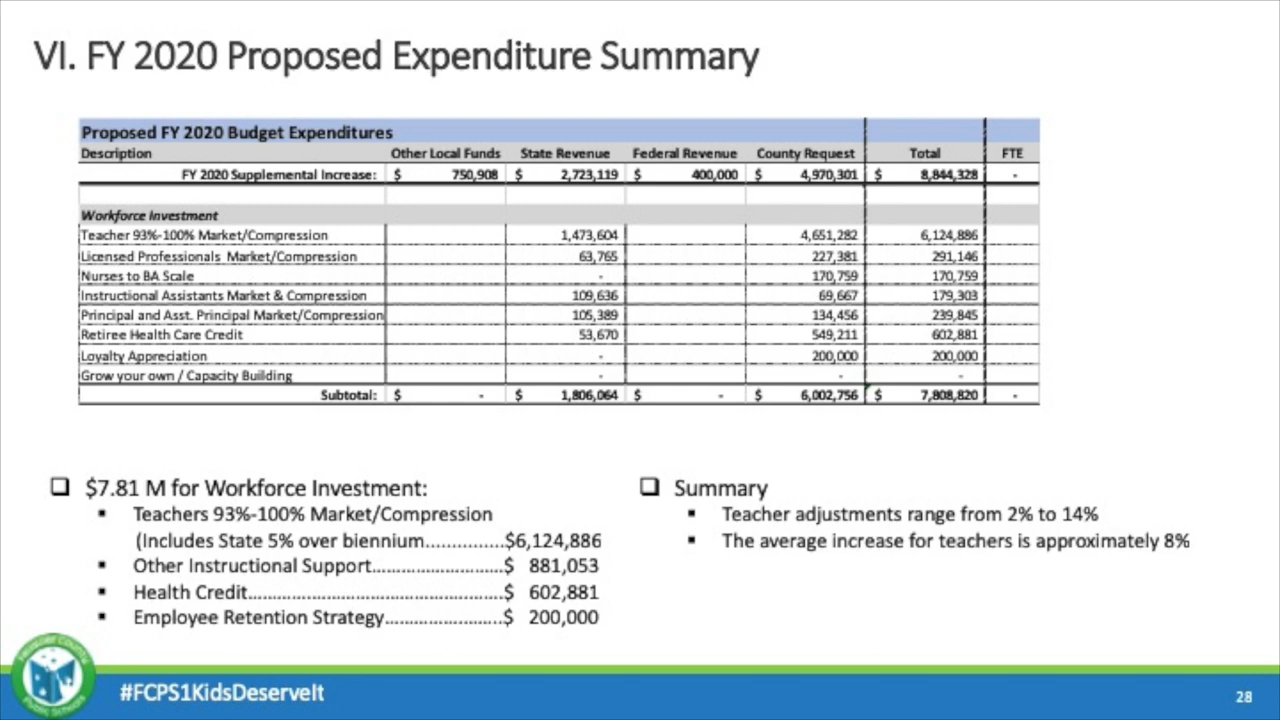 VI. FY 2020 Proposed Expenditure Summary
Proposed FY 2020 Budget Expenditures
Description Other Local Funds State Revenue Federal Revenue County Request Total FTE
FY 2020 Supplemental Increase: $ 750,908 $ 2,723,119 $ 400,000 $ 4,970,301 $ 8,844,328 -
Workforce Investment
Teacher 93%-100% Market/Compression 1,473,604 4,651,282 6,124,886
Licensed Professionals Market/Compression 63,765 227,381 291,146
Nurses to BA Scale - 170,759 170,759
Instructional Assistants Market & Compression 109,636 69,667 179,303
Principal and Asst. Principal Market/Compression 105,389 134,456 239,845
Retiree Health Care Credit 53,670 549,211 602,881
Loyalty Appreciation - 200,000 200,000
Grow your own / Capacity Building - - -
Subtotal: $ - $ 1,806,064 $ - $ 6,002,756 $ 7,808,820 -
❑ $7.81 M for Workforce Investment:
▪ Teachers 93%-100% Market/Compression
(Includes State 5% over biennium...............$6,124,886
▪ Other Instructional Support..........................$ 881,053
▪ Health Credit.................................................$ 602,881
▪ Employee Retention Strategy.......................$ 200,000
❑ Summary
▪ Teacher adjustments range from 2% to 14%
▪ The average increase for teachers is approximately 8%
#FCPS1KidsDeserveIt
28